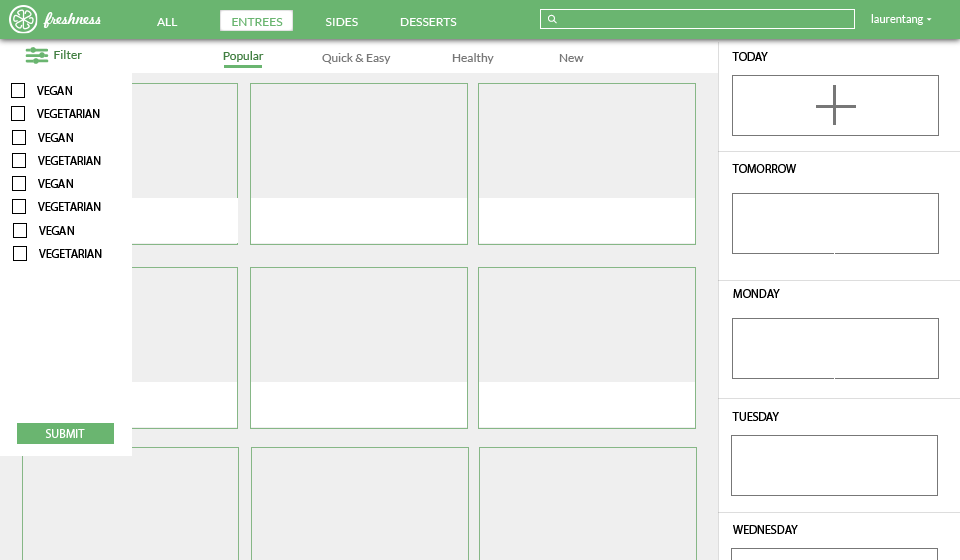 freshness
ALL
ENTREES
SIDES
DESSERTS
laurentang
Filter
Popular
Quick & Easy
Healthy
New
VEGAN
VEGETARIAN
VEGAN
VEGETARIAN
VEGAN
VEGETARIAN
VEGAN
VEGETARIAN
SUBMIT
TODAY
TOMORROW
MONDAY
TUESDAY
WEDNESDAY